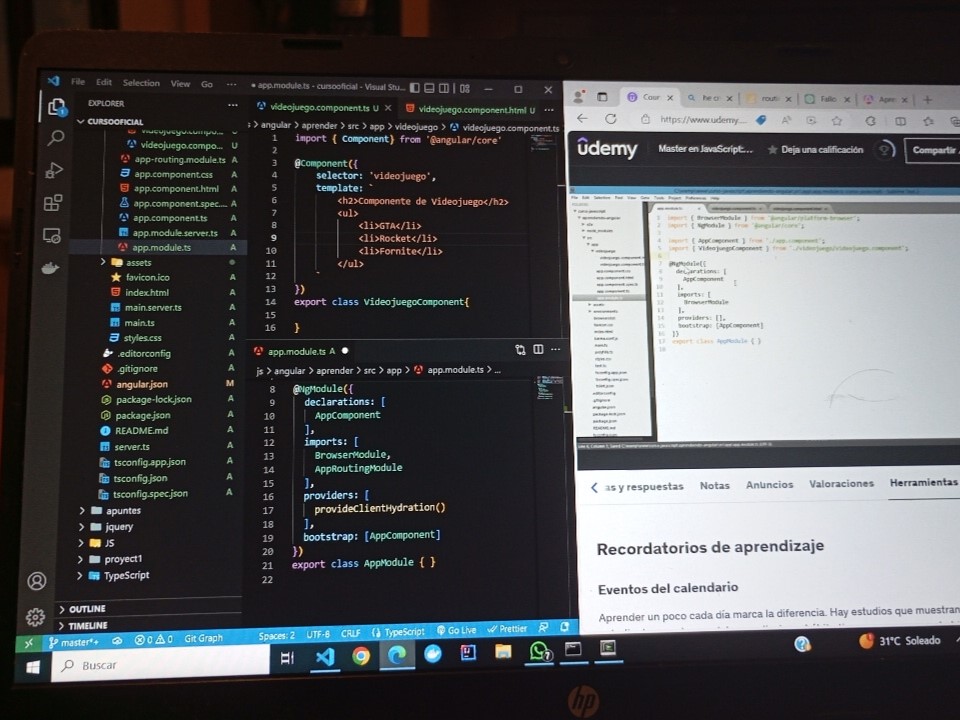 File Edit Selection View Go ··· ● app.module.ts - cursooficial - Visual Stu...
EXPLORER ···
CURSOOFICIAL
videojuego.compo... U
videojuego.compo... U
app-routing.module.ts A
app.component.css A
app.component.html A
app.component.spec.... A
app.component.ts A
app.module.server.ts A
app.module.ts A
assets
favicon.ico A
index.html A
main.server.ts A
main.ts A
styles.css A
.editorconfig A
.gitignore A
angular.json M
package-lock.json A
package.json A
README.md A
server.ts A
tsconfig.app.json A
tsconfig.json A
tsconfig.spec.json A
apuntes
jquery
JS
proyect1
TypeScript
OUTLINE
TIMELINE
videojuego.component.ts U videojuego.component.html U ···
> angular > aprender > src > app > videojuego > videojuego.component.ts
1 import { Component} from '@angular/core'
2
3 @Component({
4 selector: 'videojuego',
5 template: `
6 <h2>Componente de Videojuego</h2>
7 <ul>
8 <li>GTA</li>
9 <li>Rocket</li>
10 <li>Fornite</li>
11 </ul>
12 `
13 })
14 export class VideojuegoComponent{
15
16 }
app.module.ts A ●
js > angular > aprender > src > app > app.module.ts > ...
8 @NgModule({
9 declarations: [
10 AppComponent
11 ],
12 imports: [
13 BrowserModule,
14 AppRoutingModule
15 ],
16 providers: [
17 provideClientHydration()
18 ],
19 bootstrap: [AppComponent]
20 })
21 export class AppModule { }
22
master*+ 0 0 Git Graph Spaces: 2 UTF-8 CRLF TypeScript Go Live Prettier
Buscar
https://www.udemy....
ûdemy Master en JavaScript:... Deja una calificación Compartir
import { BrowserModule } from '@angular/platform-browser';
import { NgModule } from '@angular/core';
import { AppComponent } from './app.component';
import { VideojuegoComponent } from './videojuego/videojuego.component';
@NgModule({
declarations: [
AppComponent
],
imports: [
BrowserModule
],
providers: [],
bootstrap: [AppComponent]
})
export class AppModule { }
as y respuestas Notas Anuncios Valoraciones Herramientas
Recordatorios de aprendizaje
Eventos del calendario
Aprender un poco cada día marca la diferencia. Hay estudios que muestran
31°C Soleado
hp